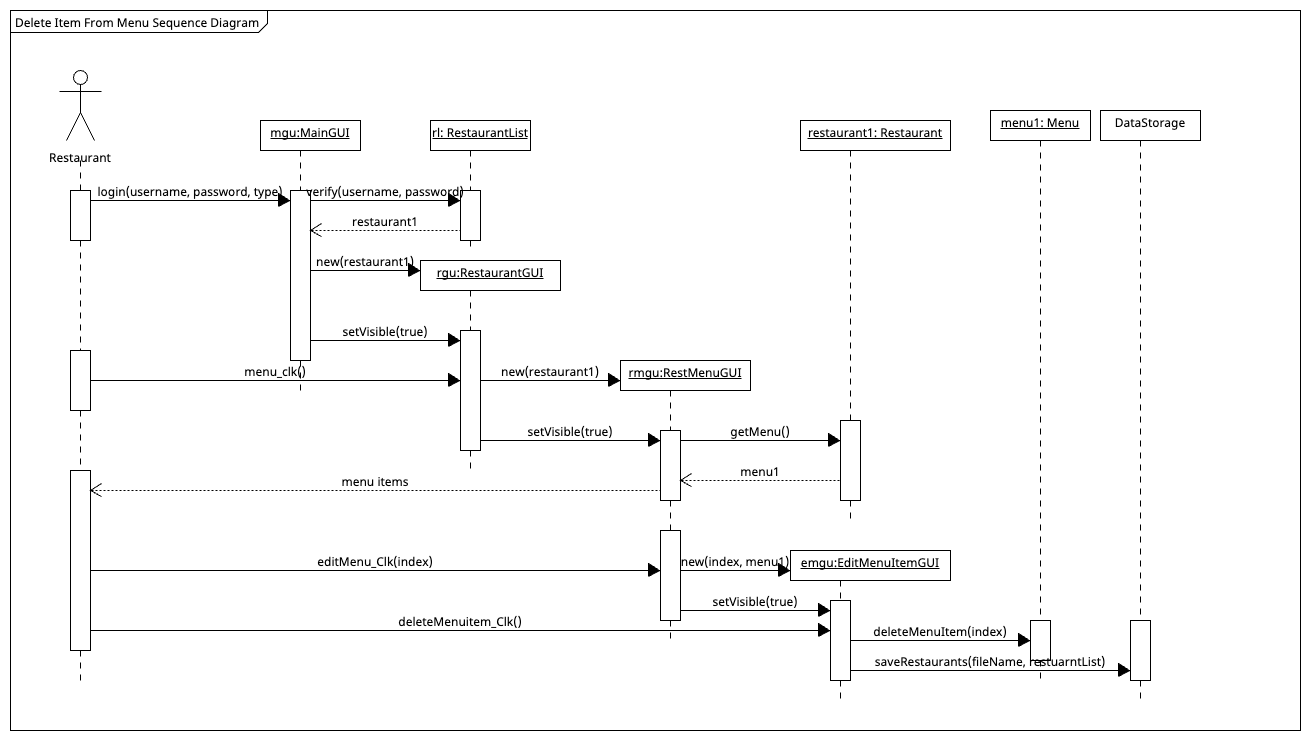 Delete Item From Menu Sequence Diagram
Restaurant
mgu:MainGUI
rl: RestaurantList
restaurant1: Restaurant
menu1: Menu
DataStorage
login(username, password, type)
verify(username, password)
restaurant1
new(restaurant1)
rgu:RestaurantGUI
setVisible(true)
menu_clk()
new(restaurant1)
rmgu:RestMenuGUI
setVisible(true)
getMenu()
menu1
menu items
editMenu_Clk(index)
new(index, menu1)
emgu:EditMenuItemGUI
setVisible(true)
deleteMenuitem_Clk()
deleteMenuItem(index)
saveRestaurants(fileName, restuarntList)